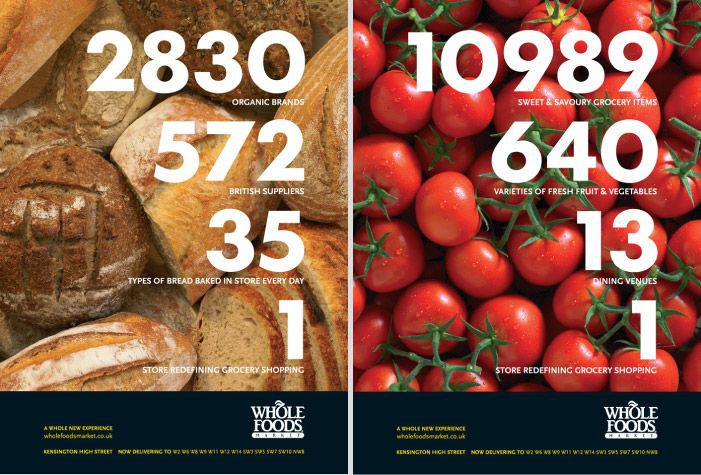 2830
ORGANIC BRANDS
572
BRITISH SUPPLIERS
35
TYPES OF BREAD BAKED IN STORE EVERY DAY
1
STORE REDEFINING GROCERY SHOPPING
A WHOLE NEW EXPERIENCE
wholefoodsmarket.co.uk
WHOLE
FOODS
MARKET
KENSINGTON HIGH STREET NOW DELIVERING TO W2 W6 W8 W9 W11 W12 W14 SW3 SW5 SW7 SW10 NW8
10989
SWEET & SAVOURY GROCERY ITEMS
640
VARIETIES OF FRESH FRUIT & VEGETABLES
13
DINING VENUES
1
STORE REDEFINING GROCERY SHOPPING
A WHOLE NEW EXPERIENCE
wholefoodsmarket.co.uk
WHOLE
FOODS
MARKET
KENSINGTON HIGH STREET NOW DELIVERING TO W2 W6 W8 W9 W11 W12 W14 SW3 SW5 SW7 SW10 NW8